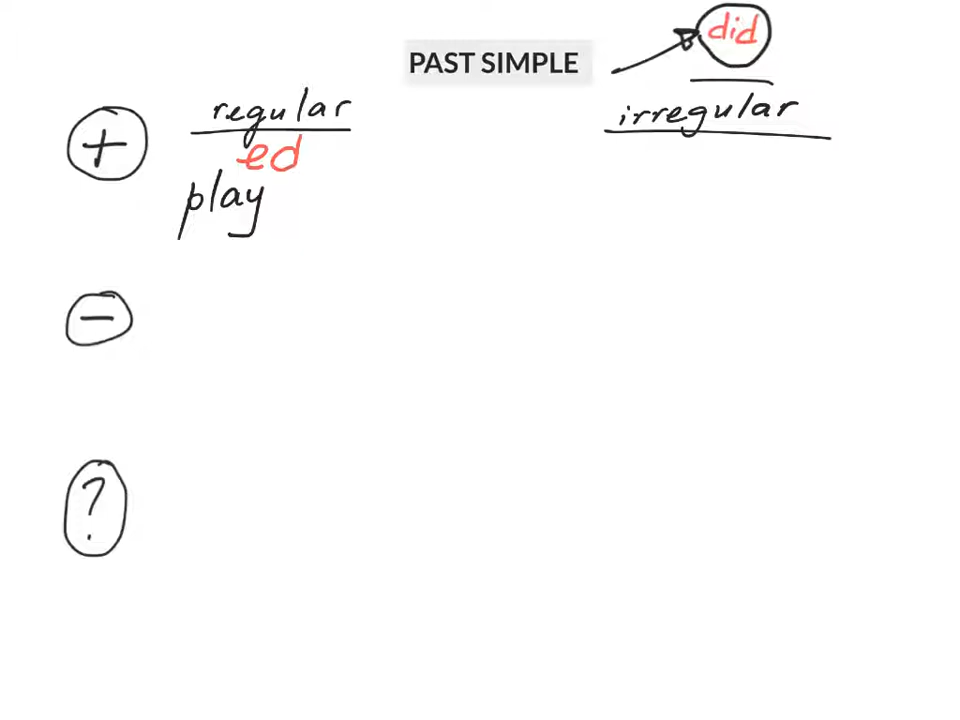 did
PAST SIMPLE
regular
irregular
+
ed
play
−
?